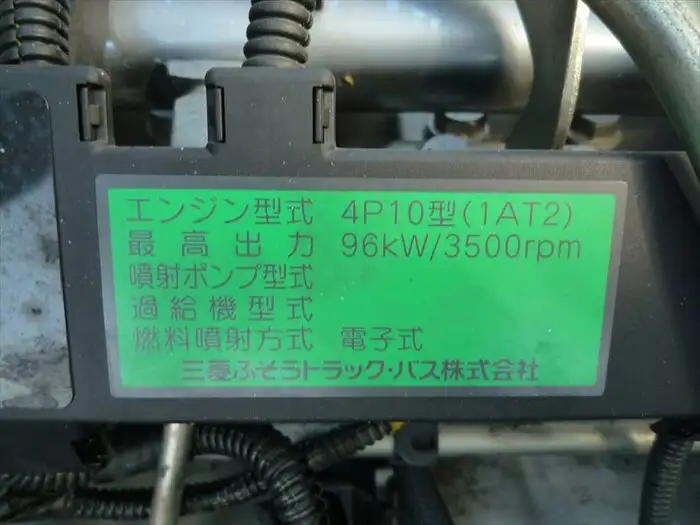 エンジン型式 4P10型(1AT2)
最高出力 96kW/3500rpm
噴射ポンプ型式
過給機型式
燃料噴射方式 電子式
三菱ふそうトラック・バス株式会社